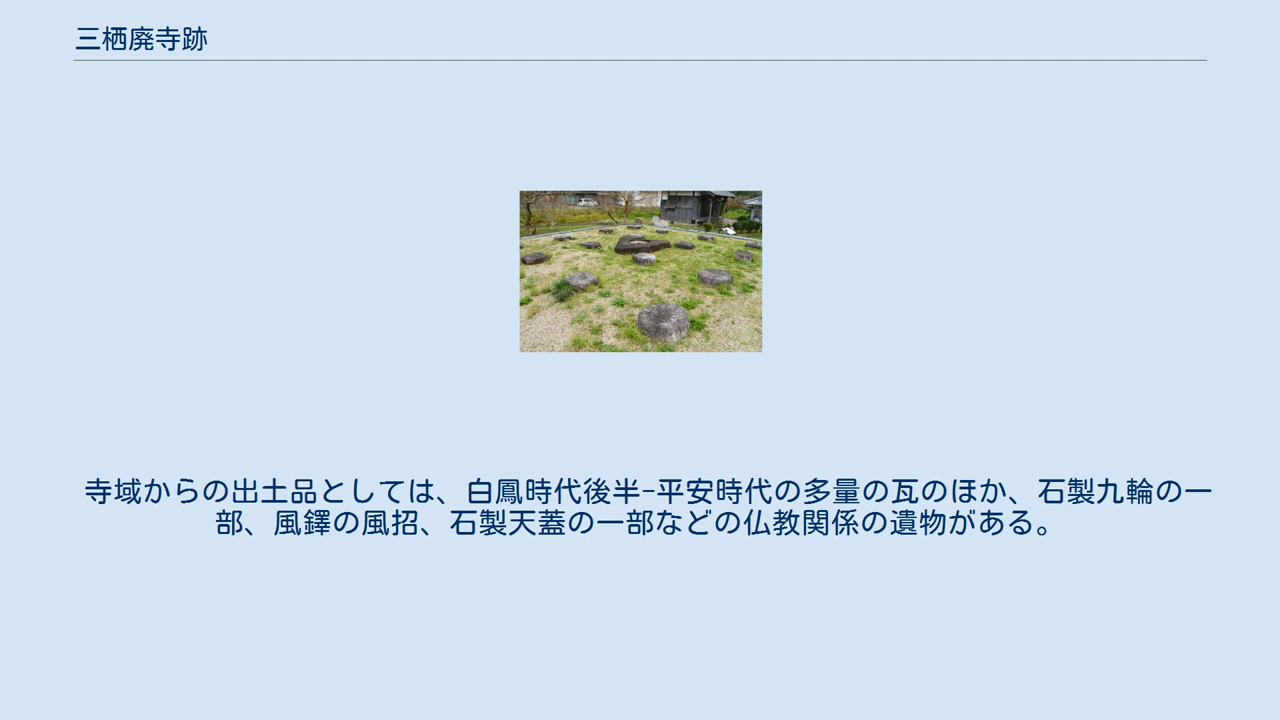 三栖廃寺跡
寺域からの出土品としては、白鳳時代後半-平安時代の多量の瓦のほか、石製九輪の一
部、風鐸の風招、石製天蓋の一部などの仏教関係の遺物がある。